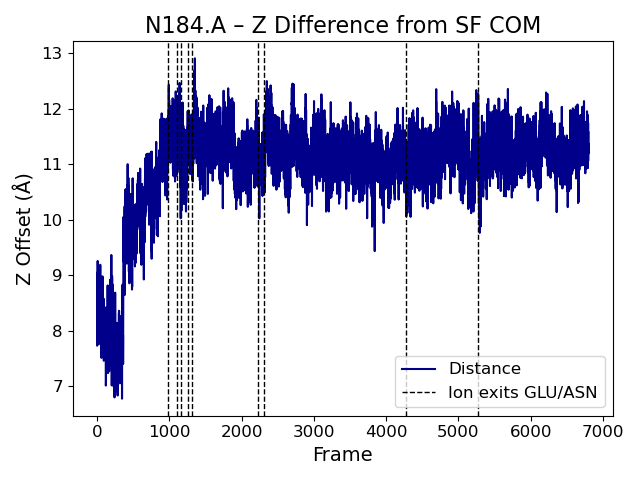 N184.A – Z Difference from SF COM
13
12
11
10
9
8
7
Z Offset (Å)
Distance
Ion exits GLU/ASN
0 1000 2000 3000 4000 5000 6000 7000
Frame